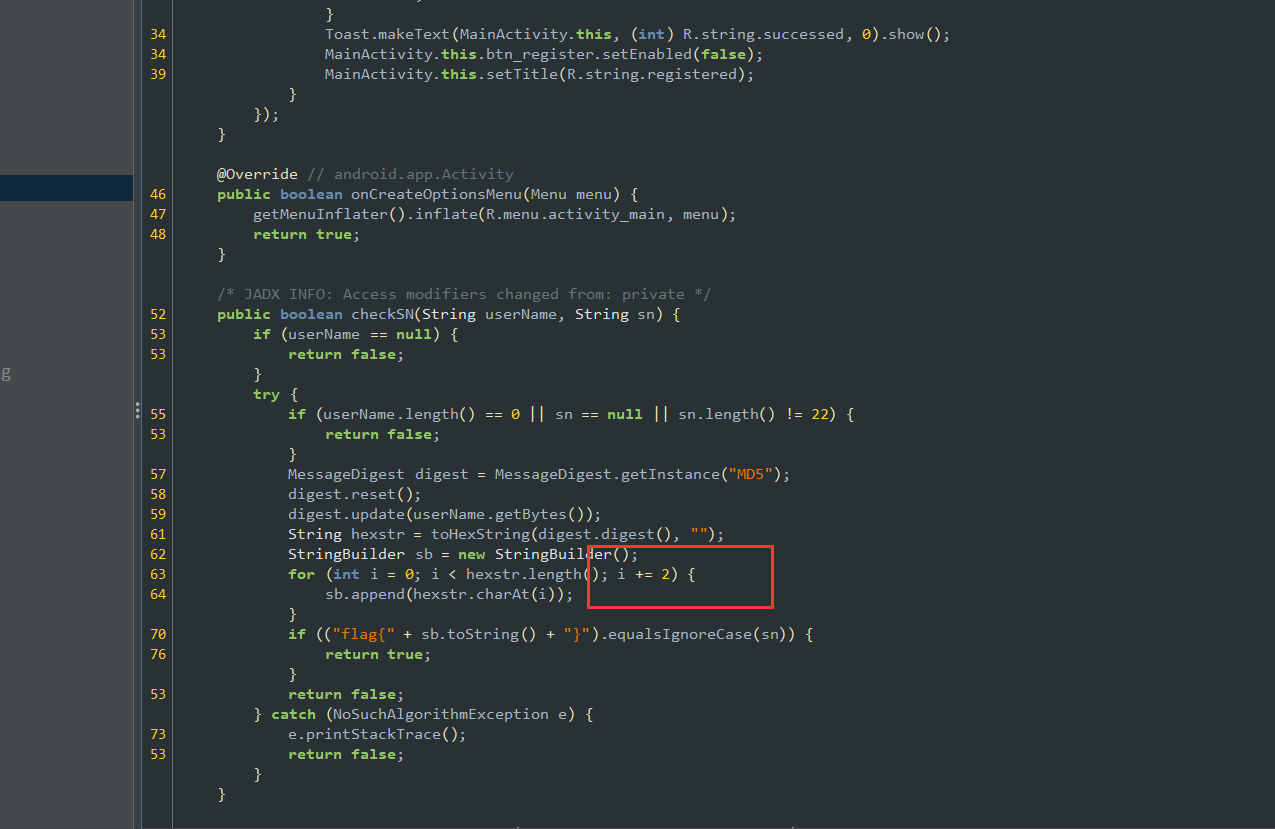 }
34 Toast.makeText(MainActivity.this, (int) R.string.successed, 0).show();
34 MainActivity.this.btn_register.setEnabled(false);
39 MainActivity.this.setTitle(R.string.registered);
}
});
}
@Override // android.app.Activity
46 public boolean onCreateOptionsMenu(Menu menu) {
47 getMenuInflater().inflate(R.menu.activity_main, menu);
48 return true;
}
/* JADX INFO: Access modifiers changed from: private */
52 public boolean checkSN(String userName, String sn) {
53 if (userName == null) {
53 return false;
g
}
try {
55 if (userName.length() == 0 || sn == null || sn.length() != 22) {
53 return false;
}
57 MessageDigest digest = MessageDigest.getInstance("MD5");
58 digest.reset();
59 digest.update(userName.getBytes());
61 String hexstr = toHexString(digest.digest(), "");
62 StringBuilder sb = new StringBuilder();
63 for (int i = 0; i < hexstr.length(); i += 2) {
64 sb.append(hexstr.charAt(i));
}
70 if (("flag{" + sb.toString() + "}").equalsIgnoreCase(sn)) {
76 return true;
}
53 return false;
} catch (NoSuchAlgorithmException e) {
73 e.printStackTrace();
53 return false;
}
}